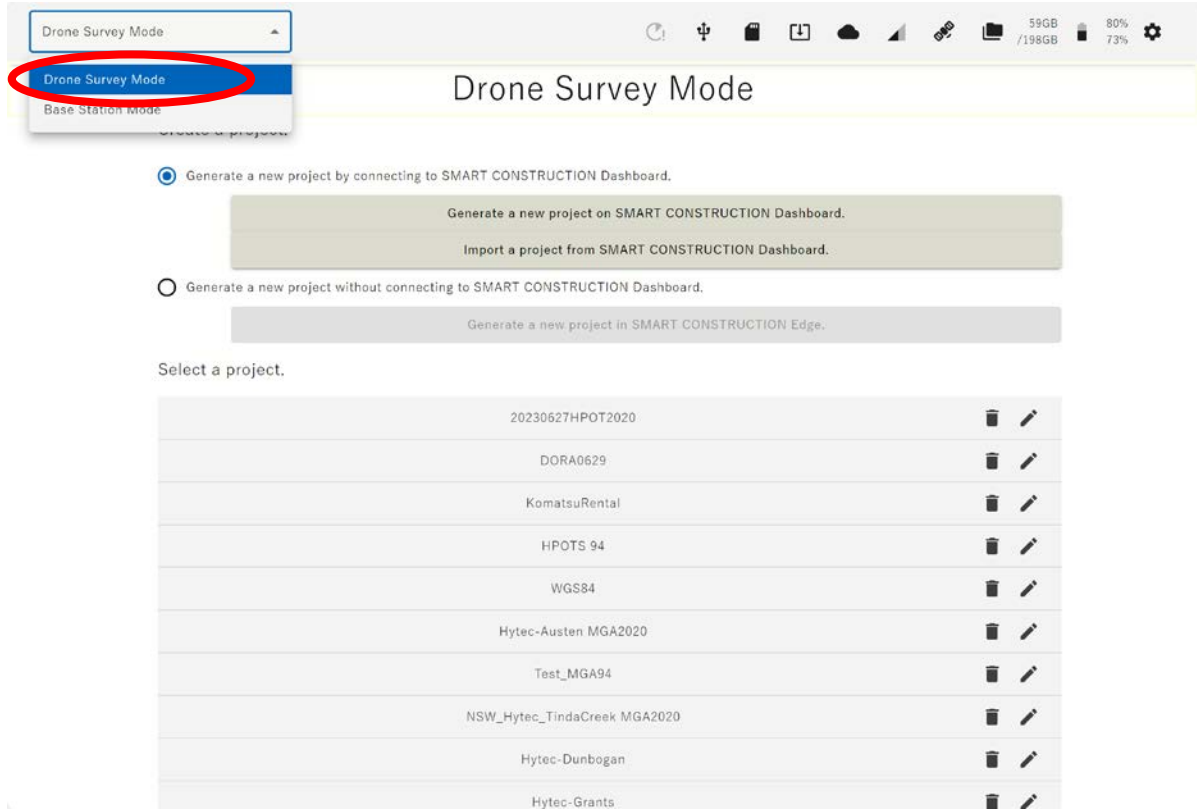 Drone Survey Mode
59GB
/198GB
80%
73%
Drone Survey Mode
Base Station Mode
Drone Survey Mode
Create a project.
Generate a new project by connecting to SMART CONSTRUCTION Dashboard.
Generate a new project on SMART CONSTRUCTION Dashboard.
Import a project from SMART CONSTRUCTION Dashboard.
Generate a new project without connecting to SMART CONSTRUCTION Dashboard.
Generate a new project in SMART CONSTRUCTION Edge.
Select a project.
20230627HPOT2020
DORA0629
KomatsuRental
HPOTS 94
WGS84
Hytec-Austen MGA2020
Test_MGA94
NSW_Hytec_TindaCreek MGA2020
Hytec-Dunbogan
Hytec-Grants